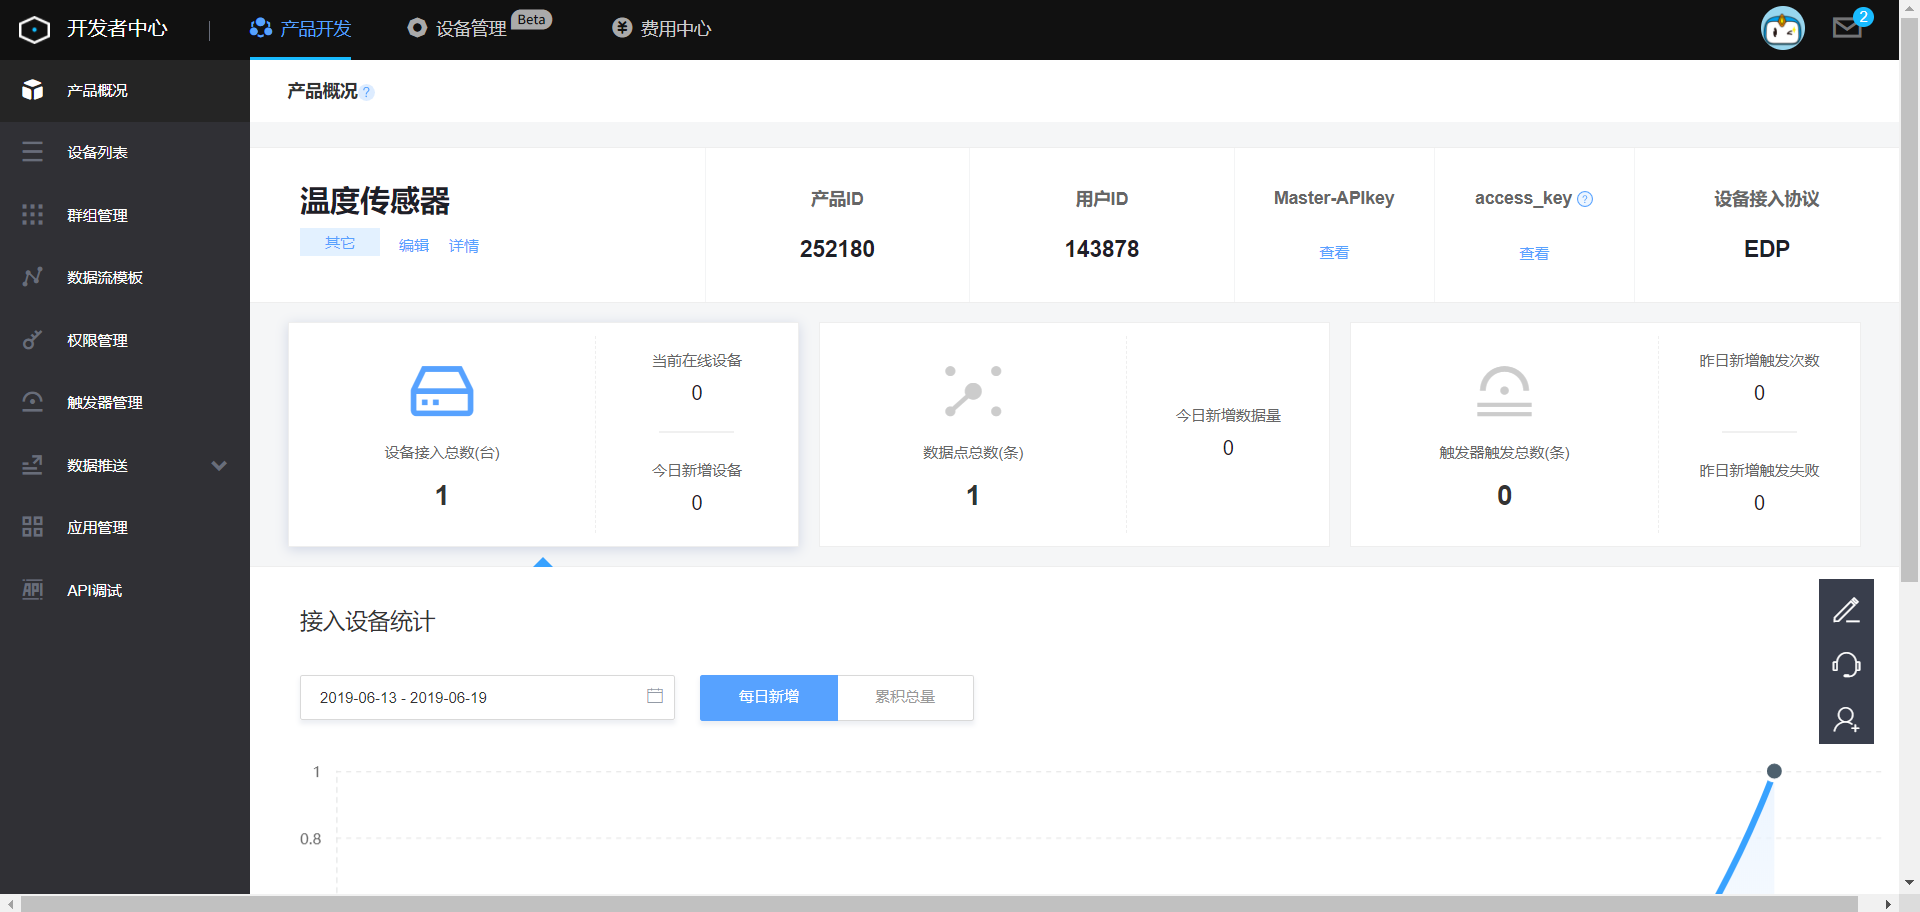 开发者中心
产品开发
设备管理
Beta
费用中心
2
产品概况
设备列表
群组管理
数据流模板
权限管理
触发器管理
数据推送
应用管理
API调试
产品概况?
温度传感器
其它
编辑
详情
产品ID
252180
用户ID
143878
Master-APIkey
查看
access_key ?
查看
设备接入协议
EDP
设备接入总数(台)
1
当前在线设备
0
今日新增设备
0
数据点总数(条)
1
今日新增数据量
0
触发器触发总数(条)
0
昨日新增触发次数
0
昨日新增触发失败
0
接入设备统计
2019-06-13 - 2019-06-19
每日新增
累积总量
1
0.8